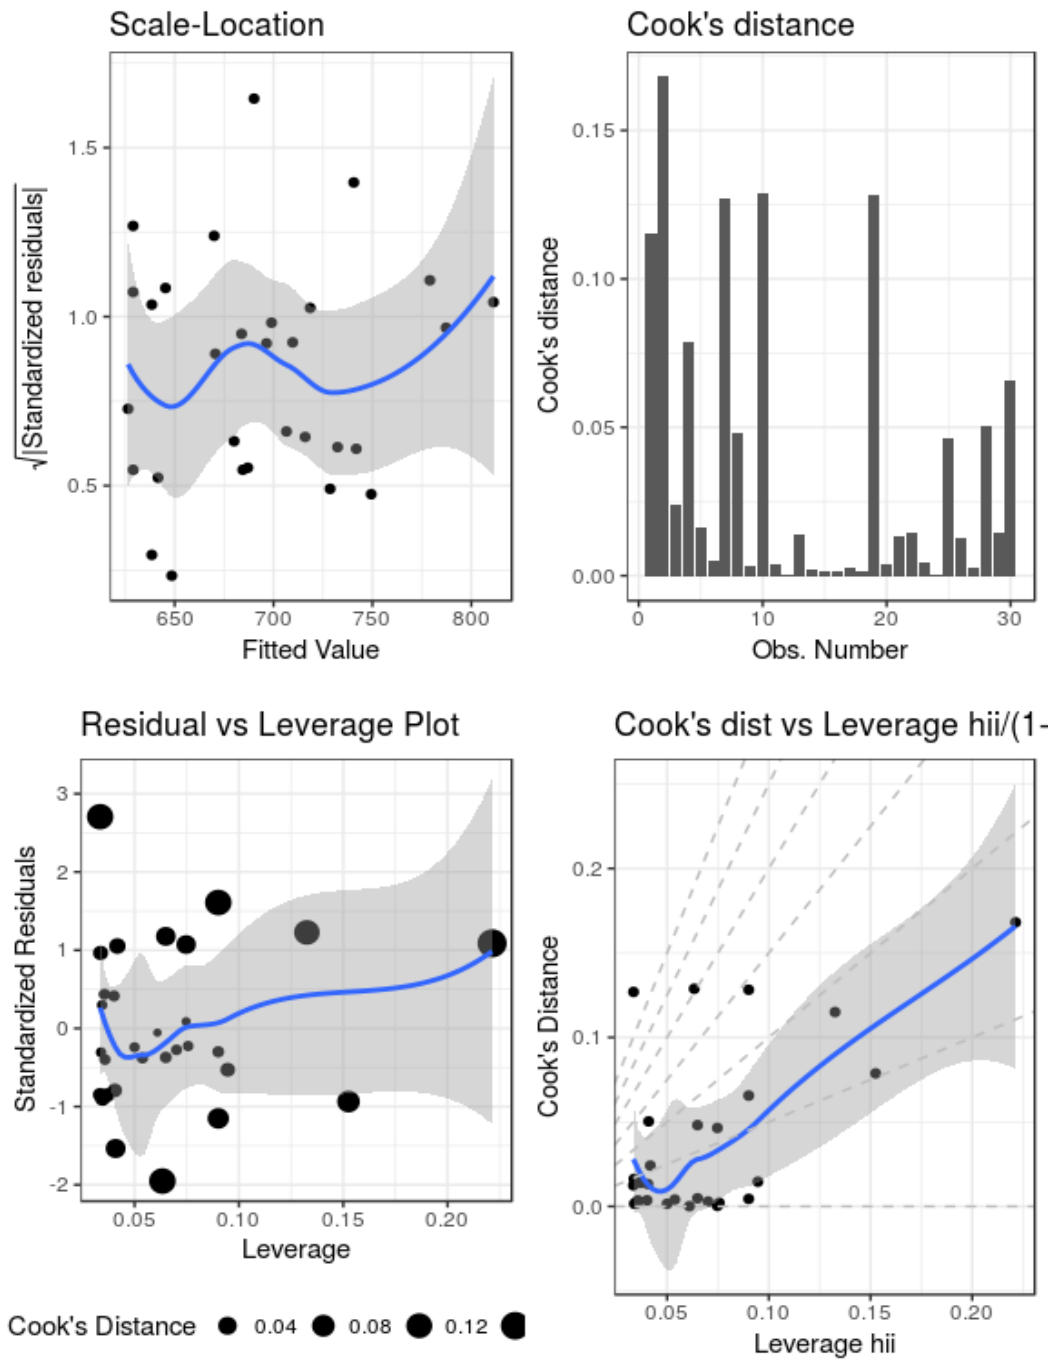 Scale-Location
√|Standardized residuals|
1.5
1.0
0.5
650 700 750 800
Fitted Value
Cook's distance
Cook's distance
0.15
0.10
0.05
0.00
0 10 20 30
Obs. Number
Residual vs Leverage Plot
Standardized Residuals
3
2
1
0
-1
-2
0.05 0.10 0.15 0.20
Leverage
Cook's Distance 0.04 0.08 0.12
Cook's dist vs Leverage hii/(1-
Cook's Distance
0.2
0.1
0.0
0.05 0.10 0.15 0.20
Leverage hii